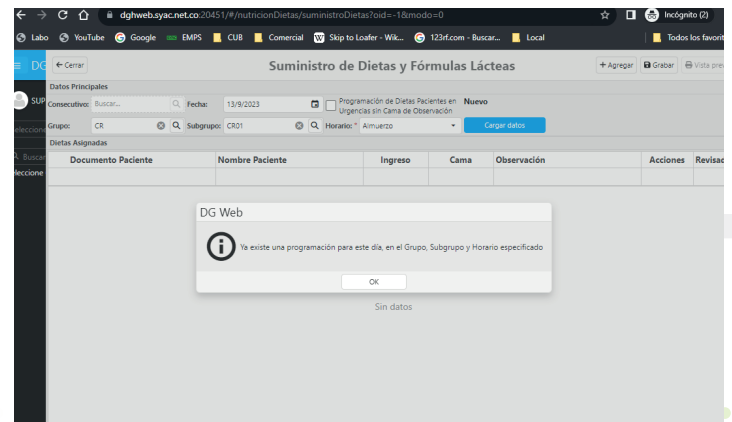 dghweb.syac.net.co:20451/#/nutricionDietas/suministroDietas?oid=-1&modo=0
Incógnito (2)
Labo YouTube Google EMPS CUB Comercial Skip to Loafer - Wik... 123rf.com - Buscar... Local Todos los favorit
DG ← Cerrar Suministro de Dietas y Fórmulas Lácteas + Agregar Grabar Vista prev
Datos Principales
SUP Consecutivo: Buscar... Fecha: 13/9/2023 Programación de Dietas Pacientes en Urgencias sin Cama de Observación Nuevo
Seleccione Grupo: CR Subgrupo: CR01 Horario: * Almuerzo Cargar datos
Dietas Asignadas
Buscar Documento Paciente Nombre Paciente Ingreso Cama Observación Acciones Revisad
leccione
DG Web
Ya existe una programación para este día, en el Grupo, Subgrupo y Horario especificado
OK
Sin datos